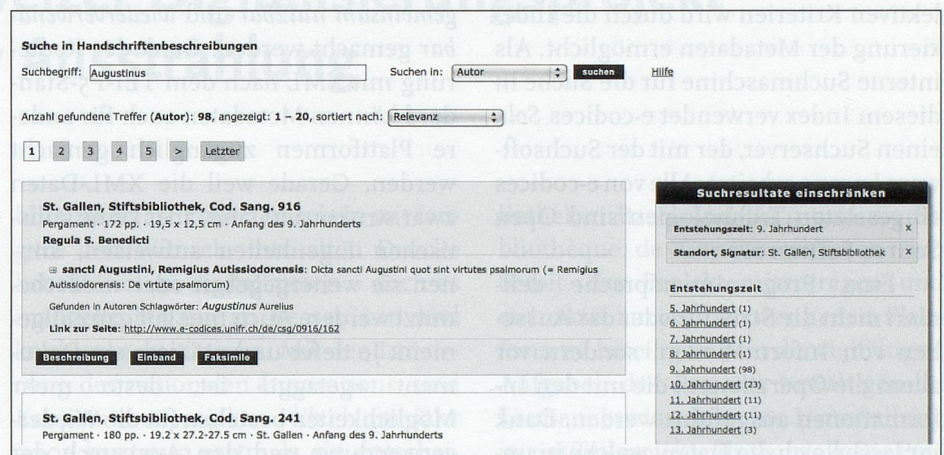 Suche in Handschriftenbeschreibungen
Suchbegriff: Augustinus Suchen in: Autor suchen Hilfe
Anzahl gefundene Treffer (Autor): 98, angezeigt: 1 – 20, sortiert nach: Relevanz
1 2 3 4 5 > Letzter
St. Gallen, Stiftsbibliothek, Cod. Sang. 916
Pergament · 172 pp. · 19,5 x 12,5 cm · Anfang des 9. Jahrhunderts
Regula S. Benedicti
sancti Augustini, Remigius Autissiodorensis: Dicta sancti Augustini quot sint virtutes psalmorum (= Remigius
Autissiodorensis: De virtute psalmorum)
Gefunden in Autoren Schlagwörter: Augustinus Aurelius
Link zur Seite: http://www.e-codices.unifr.ch/de/csg/0916/162
Beschreibung Einband Faksimile
St. Gallen, Stiftsbibliothek, Cod. Sang. 11
Pergament · 180 pp. · 19.2 x 27.2-27.5 cm · St. Gallen · Anfang des 9. Jahrhunderts
Suchresultate einschränken
Entstehungszeit: 9. Jahrhundert x
Standort, Signatur: St. Gallen, Stiftsbibliothek x
Entstehungszeit
5. Jahrhundert (1)
6. Jahrhundert (1)
7. Jahrhundert (1)
8. Jahrhundert (1)
9. Jahrhundert (98)
10. Jahrhundert (23)
11. Jahrhundert (11)
12. Jahrhundert (11)
13. Jahrhundert (3)